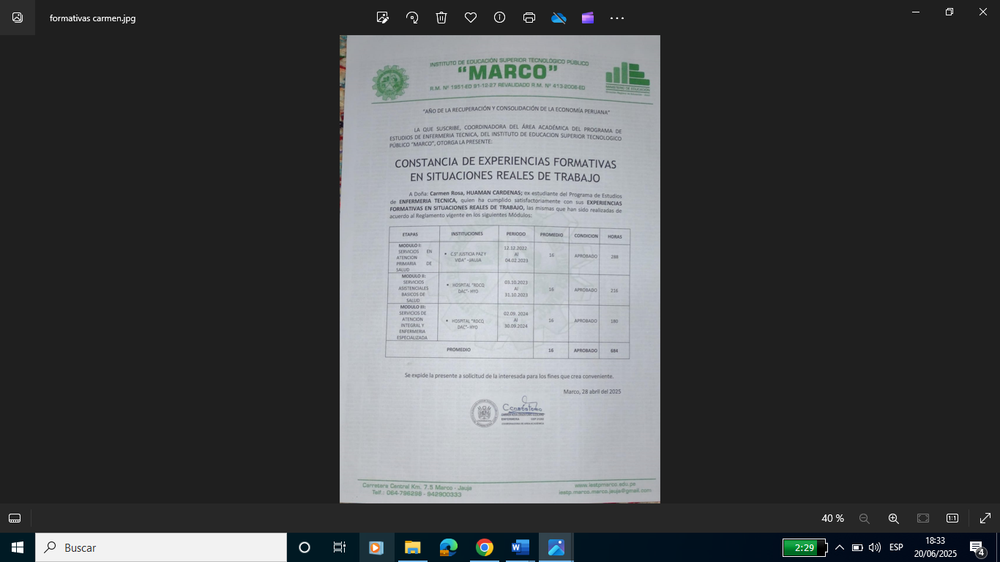 formativas carmen.jpg
INSTITUTO DE EDUCACIÓN SUPERIOR TECNOLÓGICO PÚBLICO
“MARCO”
R.M. Nº 1951-ED 91-12-27 REVALIDADO R.M. Nº 413-2006-ED
MINISTERIO DE EDUCACIÓN
“AÑO DE LA RECUPERACIÓN Y CONSOLIDACIÓN DE LA ECONOMÍA PERUANA”
LA QUE SUSCRIBE, COORDINADORA DEL ÁREA ACADÉMICA DEL PROGRAMA DE
ESTUDIOS DE ENFERMERIA TECNICA, DEL INSTITUTO DE EDUCACION SUPERIOR TECNOLOGICO
PÚBLICO “MARCO”, OTORGA LA PRESENTE:
CONSTANCIA DE EXPERIENCIAS FORMATIVAS
EN SITUACIONES REALES DE TRABAJO
A Doña: Carmen Rosa, HUAMAN CARDENAS; ex estudiante del Programa de Estudios
de ENFERMERIA TECNICA, quien ha cumplido satisfactoriamente con sus EXPERIENCIAS
FORMATIVAS EN SITUACIONES REALES DE TRABAJO, las mismas que han sido realizadas de
acuerdo al Reglamento vigente en los siguientes Módulos:
ETAPAS INSTITUCIONES PERIODO PROMEDIO CONDICION HORAS
MODULO I:
SERVICIOS EN
ATENCION
PRIMARIA DE
SALUD
• C.Sº JUSTICIA PAZ Y
VIDA” -JAUJA
12.12.2022
Al
04.02.2023
16 APROBADO 288
MODULO II:
SERVICIOS
ASISTENCIALES
BASICOS DE
SALUD
• HOSPITAL “RDCQ
DAC”- HYO
03.10.2023
Al
31.10.2023
16 APROBADO 216
MODULO III:
SERVICIOS DE
ATENCION
INTEGRAL Y
ENFERMERIA
ESPECIALIZADA
• HOSPITAL “RDCQ
DAC”- HYO
02.09. 2024
Al
30.09.2024
16 APROBADO 180
PROMEDIO 16 APROBADO 684
Se expide la presente a solicitud de la interesada para los fines que crea conveniente.
Marco, 28 abril del 2025
ENFERMERA
COORDINADORA DE ÁREA ACADÉMICA
Carretera Central Km. 7.5 Marco - Jauja
Telf.: 064-796298 - 942900333
www.iestpmarco.edu.pe
iestp.marco.marco.jauja@gmail.com
40 %
1:1
Buscar
2:29
ESP
18:33
20/06/2025
4